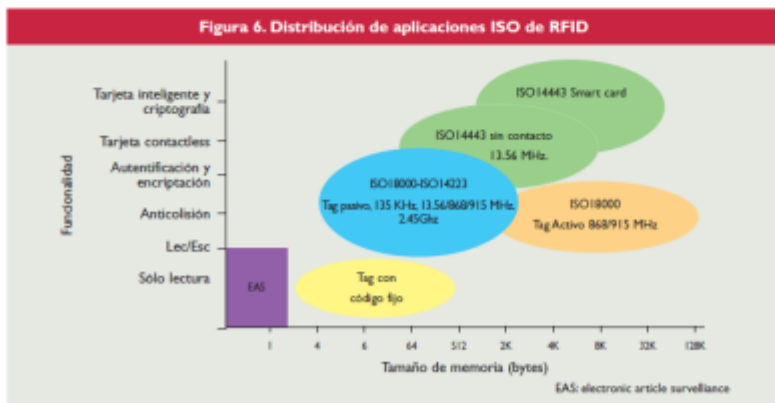 Figura 6. Distribución de aplicaciones ISO de RFID
Funcionalidad
Tarjeta inteligente y
criptografía
Tarjeta contactless
Autentificación y
encriptación
Anticolisión
Lec/Esc
Sólo lectura
ISO14443 Smart card
ISO14443 sin contacto
13.56 MHz.
ISO18000-ISO14223
Tag pasivo, 135 KHz, 13.56/868/915 MHz,
2.45Ghz
ISO18000
Tag Activo 868/915 MHz
EAS
Tag con
código fijo
1 4 6 64 512 2K 4K 8K 32K 128K
Tamaño de memoria (bytes)
EAS: electronic article survelliance